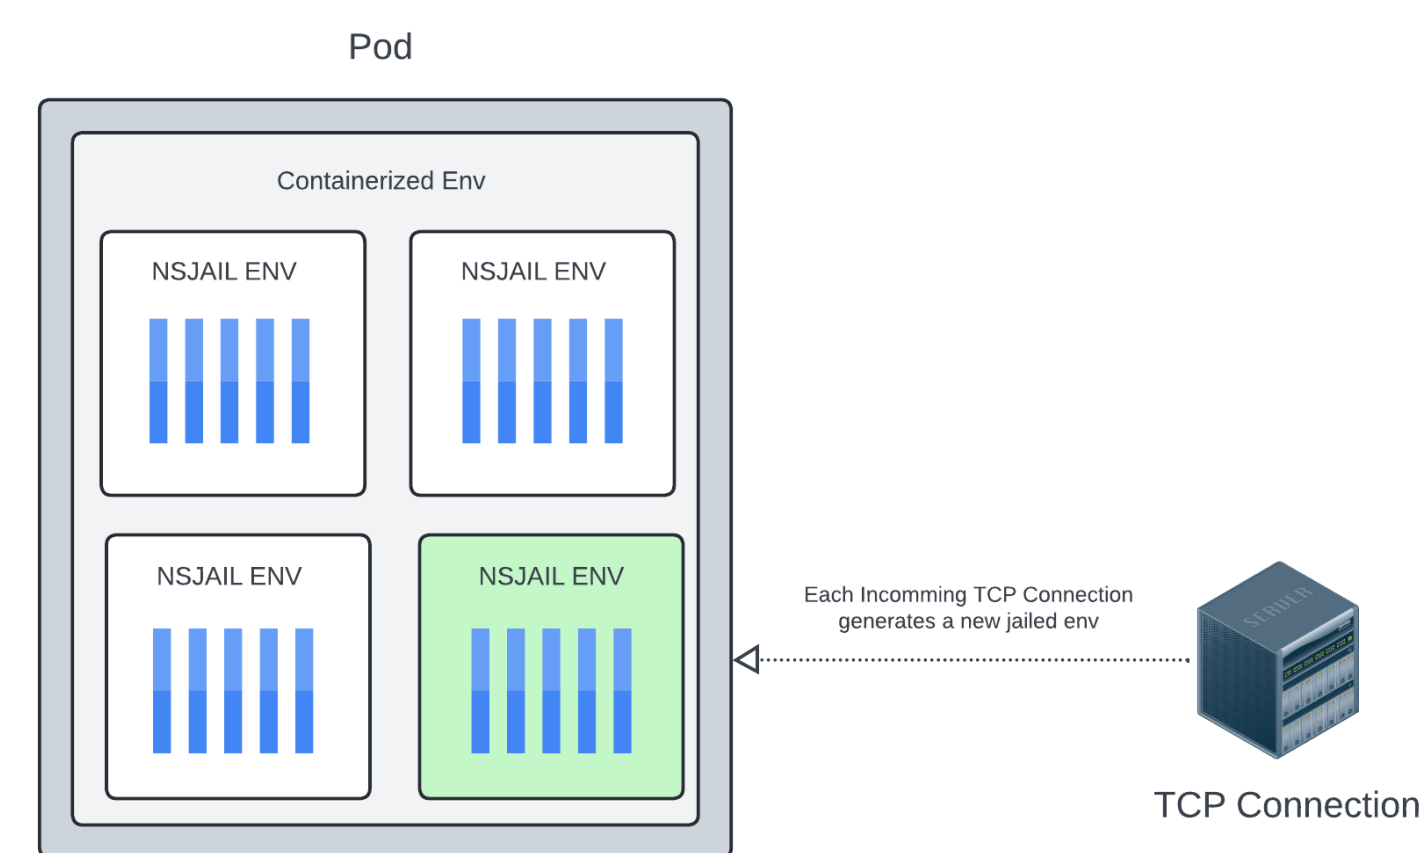 Pod
Containerized Env
NSJAIL ENV
NSJAIL ENV
NSJAIL ENV
NSJAIL ENV
Each Incomming TCP Connection
generates a new jailed env
SERVER
TCP Connection